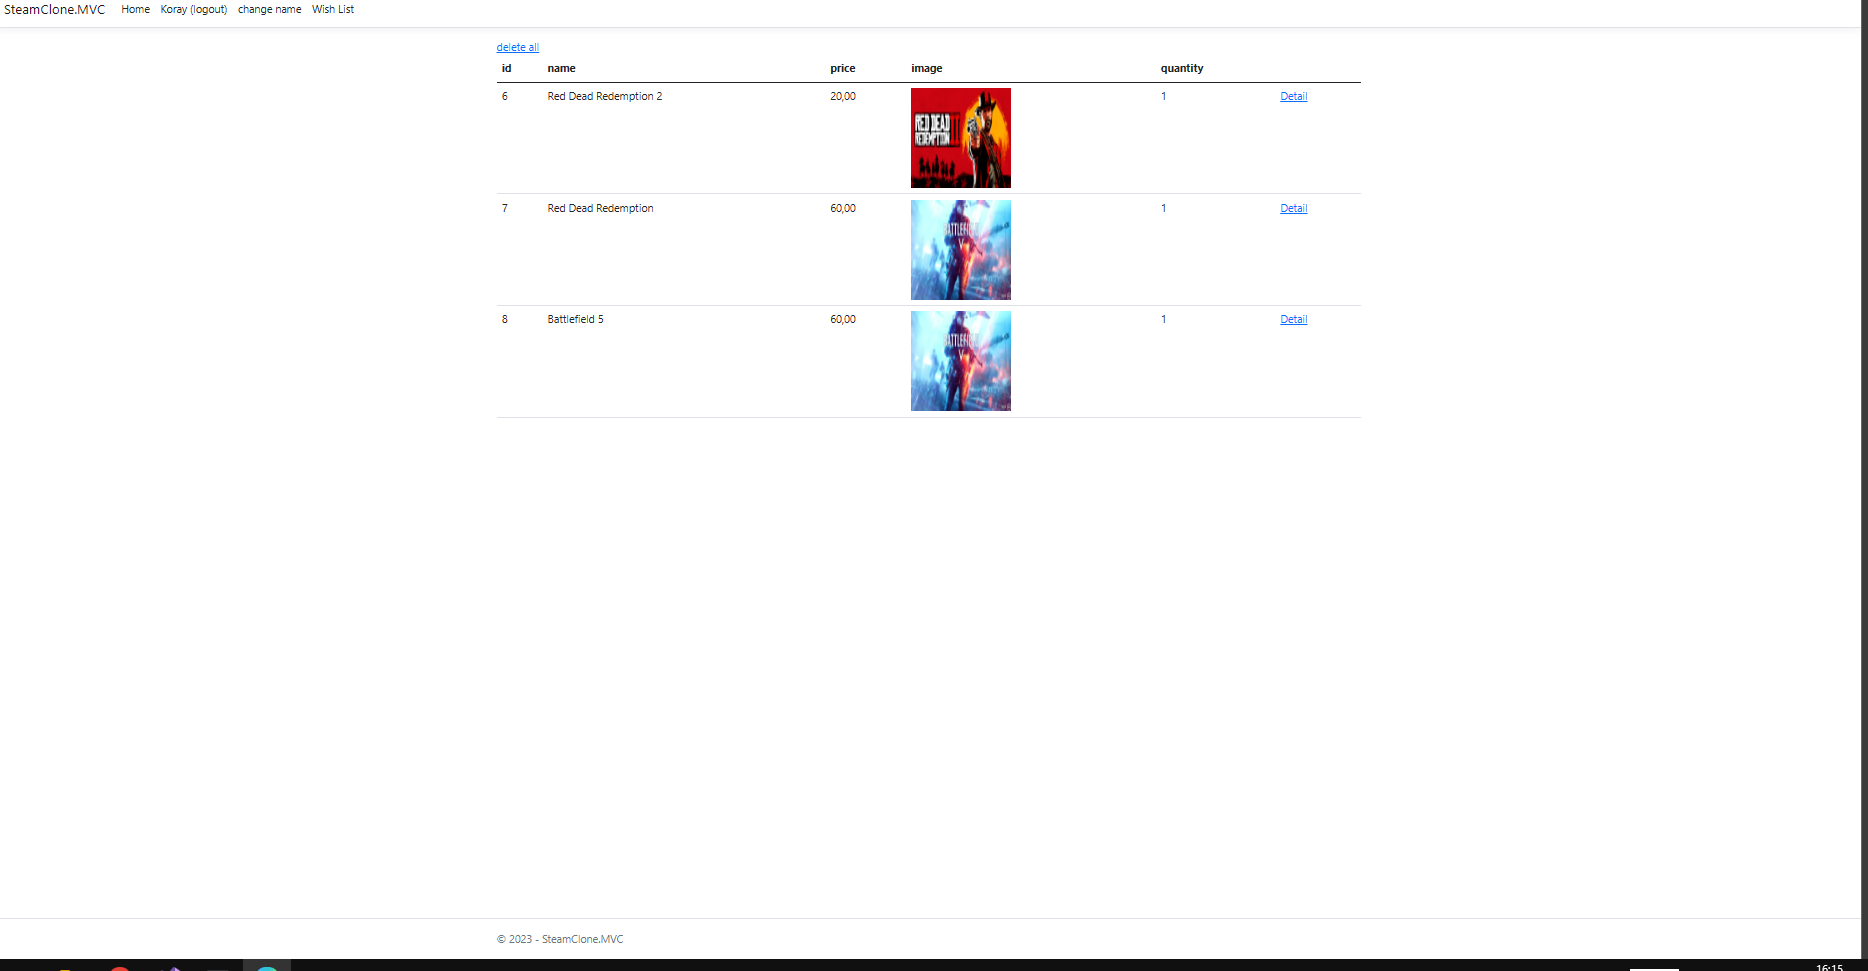 SteamClone.MVC Home Koray (logout) change name Wish List
delete all
id name price image quantity
6 Red Dead Redemption 2 20,00 1 Detail
RED DEAD
REDEMPTION II
7 Red Dead Redemption 60,00 1 Detail
BATTLEFIELD
V
8 Battlefield 5 60,00 1 Detail
BATTLEFIELD
V
© 2023 - SteamClone.MVC
16:15